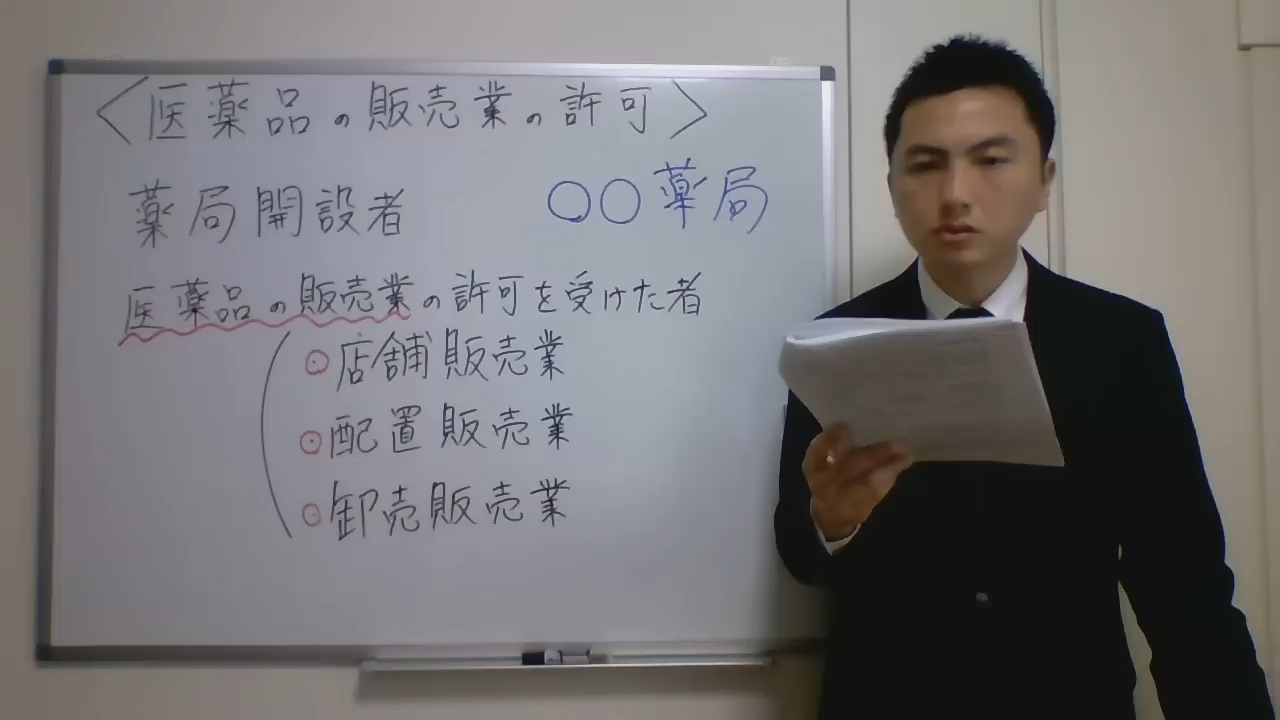 〈医薬品の販売業の許可〉
薬局開設者
○○薬局
医薬品の販売業の許可を受けた者
○店舗販売業
○配置販売業
○卸売販売業